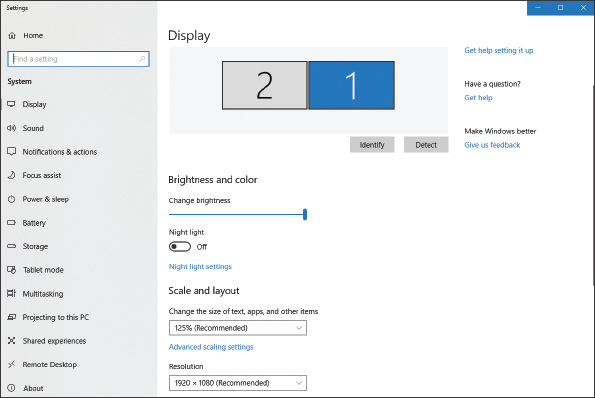 Settings
Home
Find a setting
System
Display
Sound
Notifications & actions
Focus assist
Power & sleep
Battery
Storage
Tablet mode
Multitasking
Projecting to this PC
Shared experiences
Remote Desktop
About
Display
2 1
Identify Detect
Brightness and color
Change brightness
Night light
Off
Night light settings
Scale and layout
Change the size of text, apps, and other items
125% (Recommended)
Advanced scaling settings
Resolution
1920 × 1080 (Recommended)
Get help setting it up
Have a question?
Get help
Make Windows better
Give us feedback